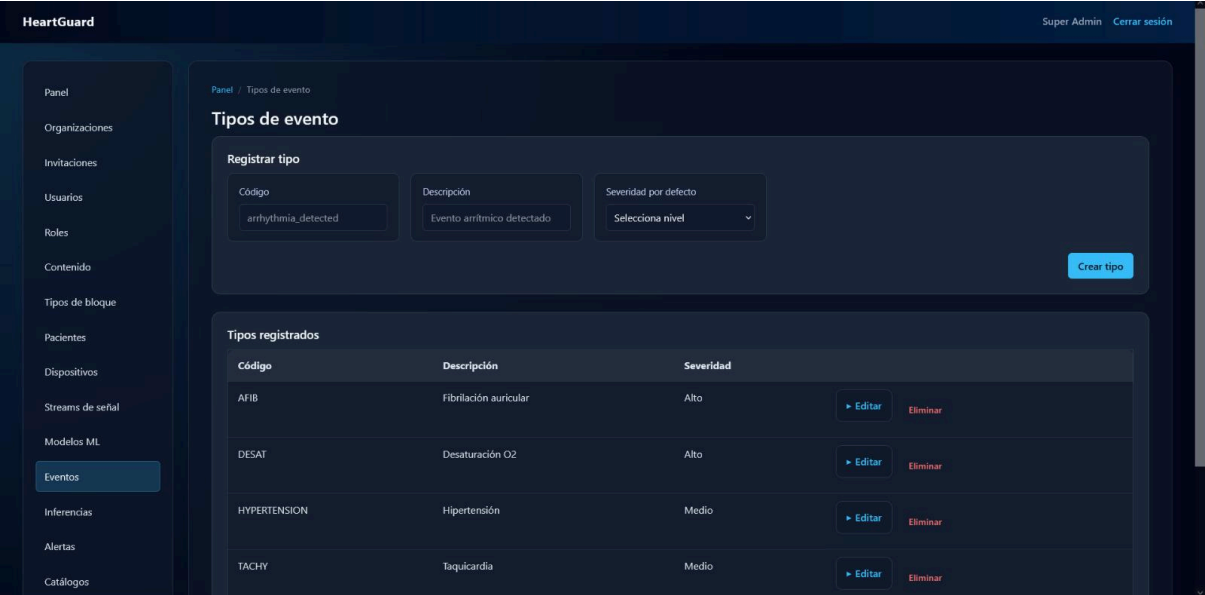 HeartGuard
Super Admin Cerrar sesión
Panel
Organizaciones
Invitaciones
Usuarios
Roles
Contenido
Tipos de bloque
Pacientes
Dispositivos
Streams de señal
Modelos ML
Eventos
Inferencias
Alertas
Catálogos
Panel / Tipos de evento
Tipos de evento
Registrar tipo
Código Descripción Severidad por defecto
arrhythmia_detected Evento arrítmico detectado Selecciona nivel
Crear tipo
Tipos registrados
Código Descripción Severidad
AFIB Fibrilación auricular Alto ▸ Editar Eliminar
DESAT Desaturación O2 Alto ▸ Editar Eliminar
HYPERTENSION Hipertensión Medio ▸ Editar Eliminar
TACHY Taquicardia Medio ▸ Editar Eliminar